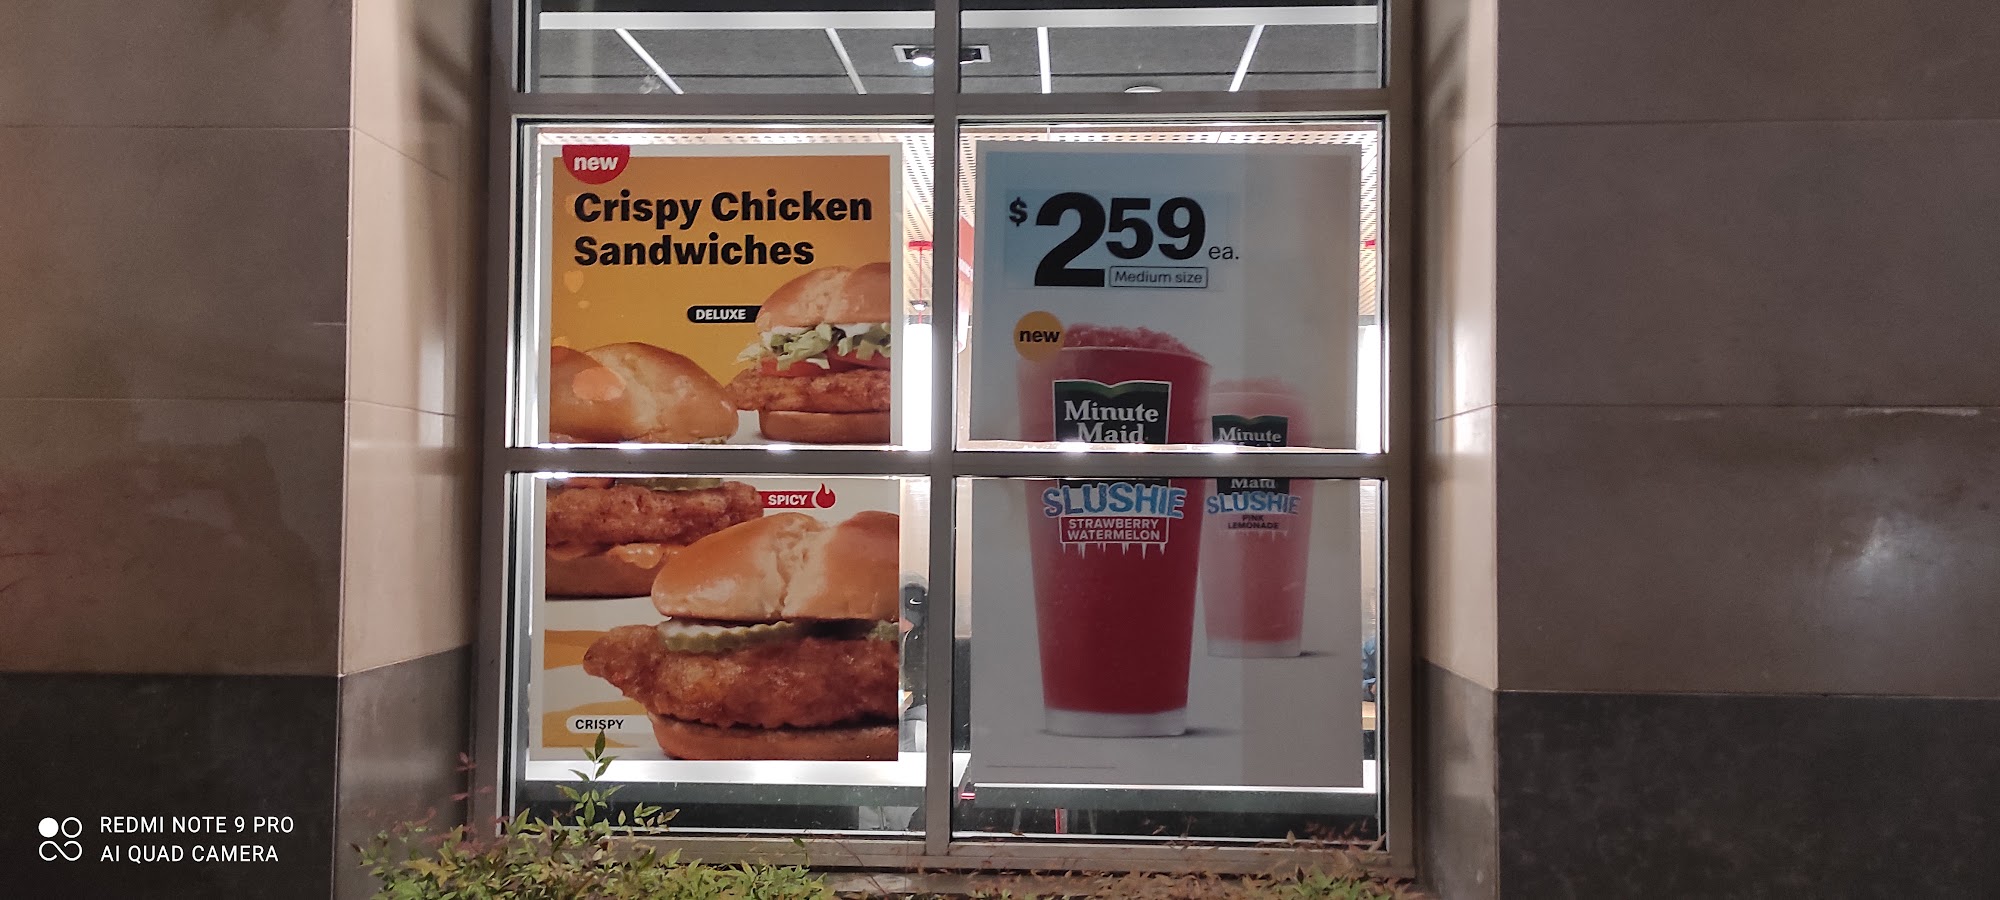 new
Crispy Chicken
Sandwiches
DELUXE
SPICY
CRISPY
$259 ea.
Medium size
new
Minute
Maid
SLUSHIE
STRAWBERRY
WATERMELON
Minute
Maid
SLUSHIE
PINK
LEMONADE
REDMI NOTE 9 PRO
AI QUAD CAMERA